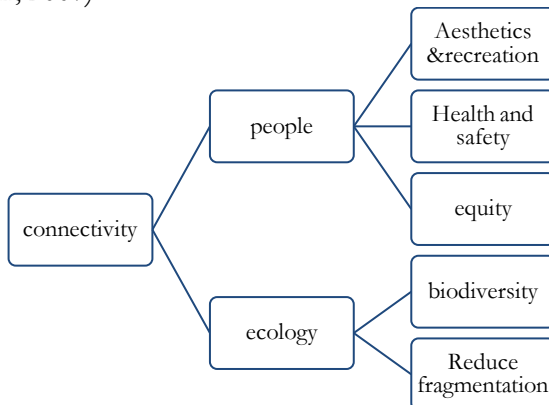 Aesthetics
&recreation
people
Health and
safety
equity
connectivity
ecology
biodiversity
Reduce
fragmentation